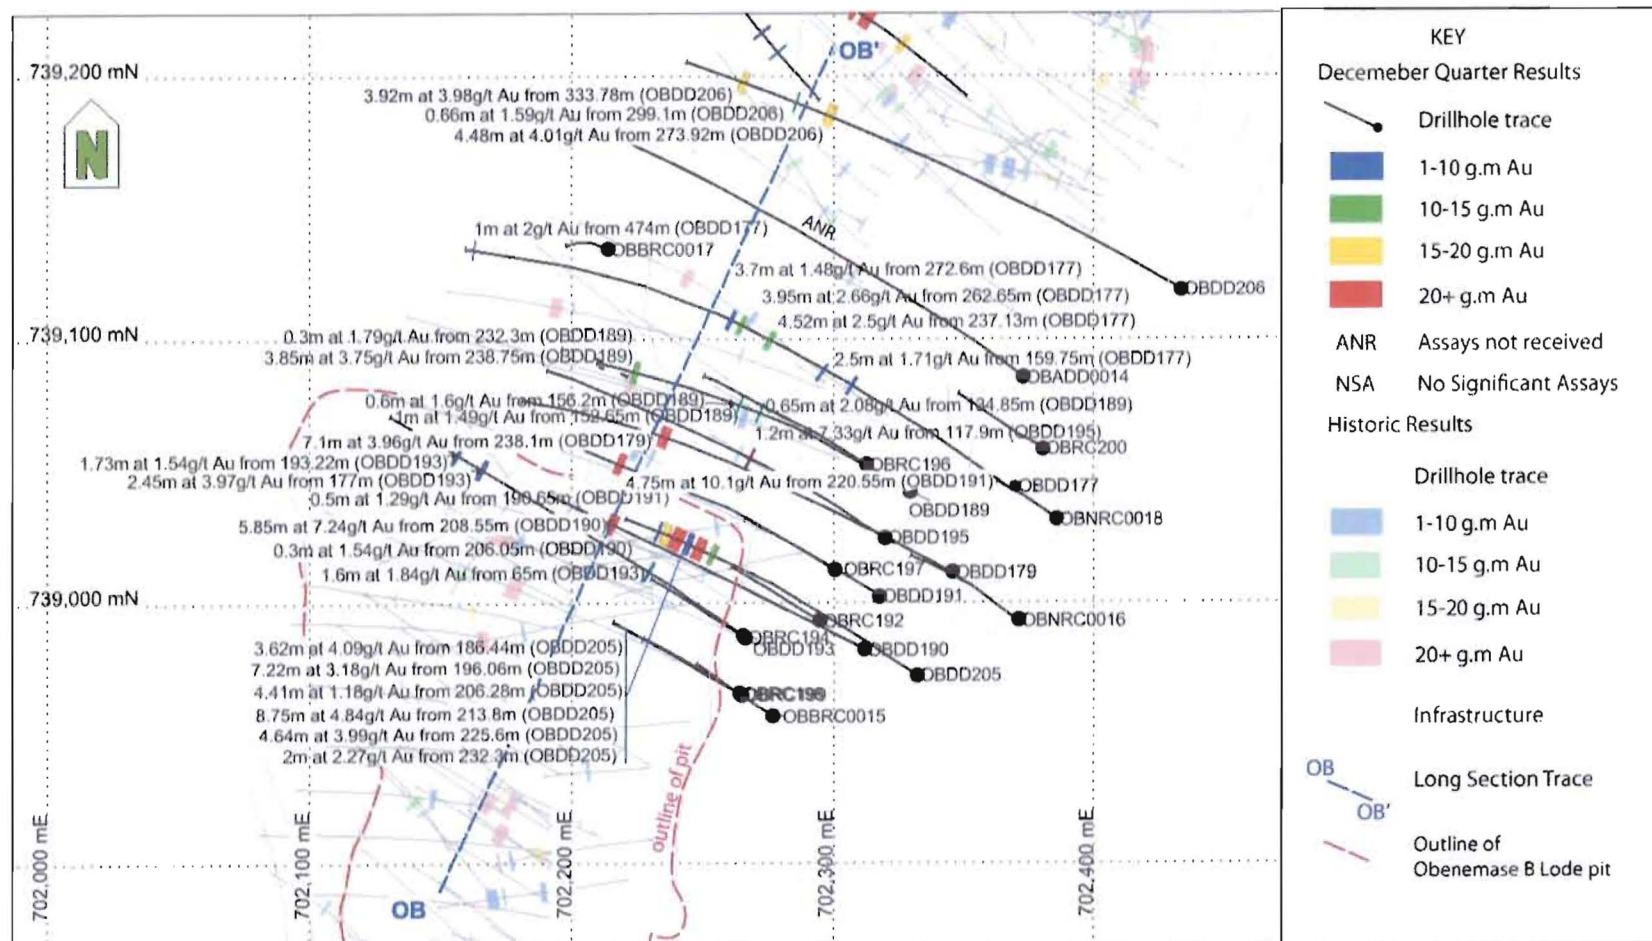 OB'
739,200 mN
3.92m at 3.98g/t Au from 333.78m (OBDD206)
0.66m at 1.59g/t Au from 299.1m (OBDD206)
4.48m at 4.01g/t Au from 273.92m (OBDD206)
N
ANR
1m at 2g/t Au from 474m (OBDD177)
OBBRC0017
3.7m at 1.48g/t Au from 272.6m (OBDD177)
OBDD206
3.95m at 2.66g/t Au from 262.65m (OBDD177)
4.52m at 2.5g/t Au from 237.13m (OBDD177)
739,100 mN
0.3m at 1.79g/t Au from 232.3m (OBDD189)
3.85m at 3.75g/t Au from 238.75m (OBDD189)
2.5m at 1.71g/t Au from 159.75m (OBDD177)
OBADD0014
0.6m at 1.6g/t Au from 156.2m (OBDD189)
0.65m at 2.08g/t Au from 134.85m (OBDD189)
1m at 1.49g/t Au from 152.65m (OBDD189)
1.2m at 7.33g/t Au from 117.9m (OBDD195)
7.1m at 3.96g/t Au from 238.1m (OBDD179)
OBRC200
1.73m at 1.54g/t Au from 193.22m (OBDD193)
OBRC196
2.45m at 3.97g/t Au from 177m (OBDD193)
4.75m at 10.1g/t Au from 220.55m (OBDD191)
OBDD177
0.5m at 1.29g/t Au from 190.65m (OBDD191)
OBDD189
OBNRC0018
5.85m at 7.24g/t Au from 208.55m (OBDD190)
OBDD195
0.3m at 1.54g/t Au from 206.05m (OBDD190)
1.6m at 1.84g/t Au from 65m (OBDD193)
OBRC197
OBDD179
OBDD191
739,000 mN
OBRC192
OBNRC0016
OBRC194
OBDD193
OBDD190
3.62m at 4.09g/t Au from 186.44m (OBDD205)
7.22m at 3.18g/t Au from 196.06m (OBDD205)
OBDD205
4.41m at 1.18g/t Au from 206.28m (OBDD205)
8.75m at 4.84g/t Au from 213.8m (OBDD205)
OBBRC0015
4.64m at 3.99g/t Au from 225.6m (OBDD205)
2m at 2.27g/t Au from 232.3m (OBDD205)
outline of pit
OB
702,000 mE
702,100 mE
702,200 mE
702,300 mE
702,400 mE
KEY
Decemeber Quarter Results
Drillhole trace
1-10 g.m Au
10-15 g.m Au
15-20 g.m Au
20+ g.m Au
ANR Assays not received
NSA No Significant Assays
Historic Results
Drillhole trace
1-10 g.m Au
10-15 g.m Au
15-20 g.m Au
20+ g.m Au
Infrastructure
OB
Long Section Trace
OB'
Outline of
Obenemase B Lode pit